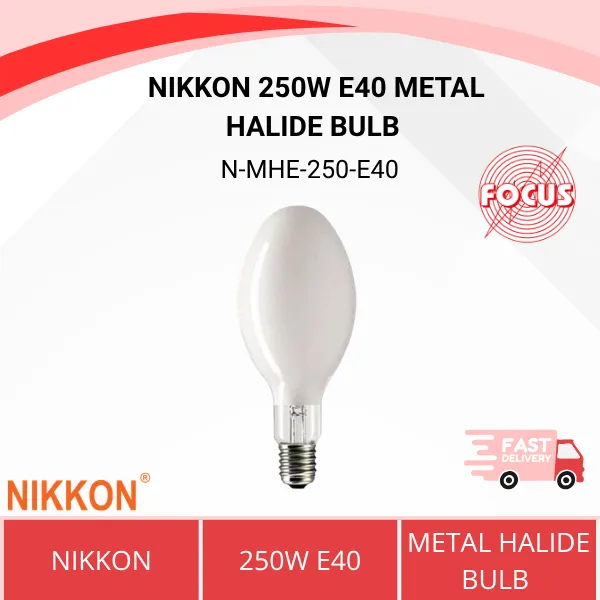 NIKKON 250W E40 METAL
HALIDE BULB
N-MHE-250-E40
FOCUS
FAST
DELIVERY
NIKKON®
NIKKON
250W E40
METAL HALIDE
BULB